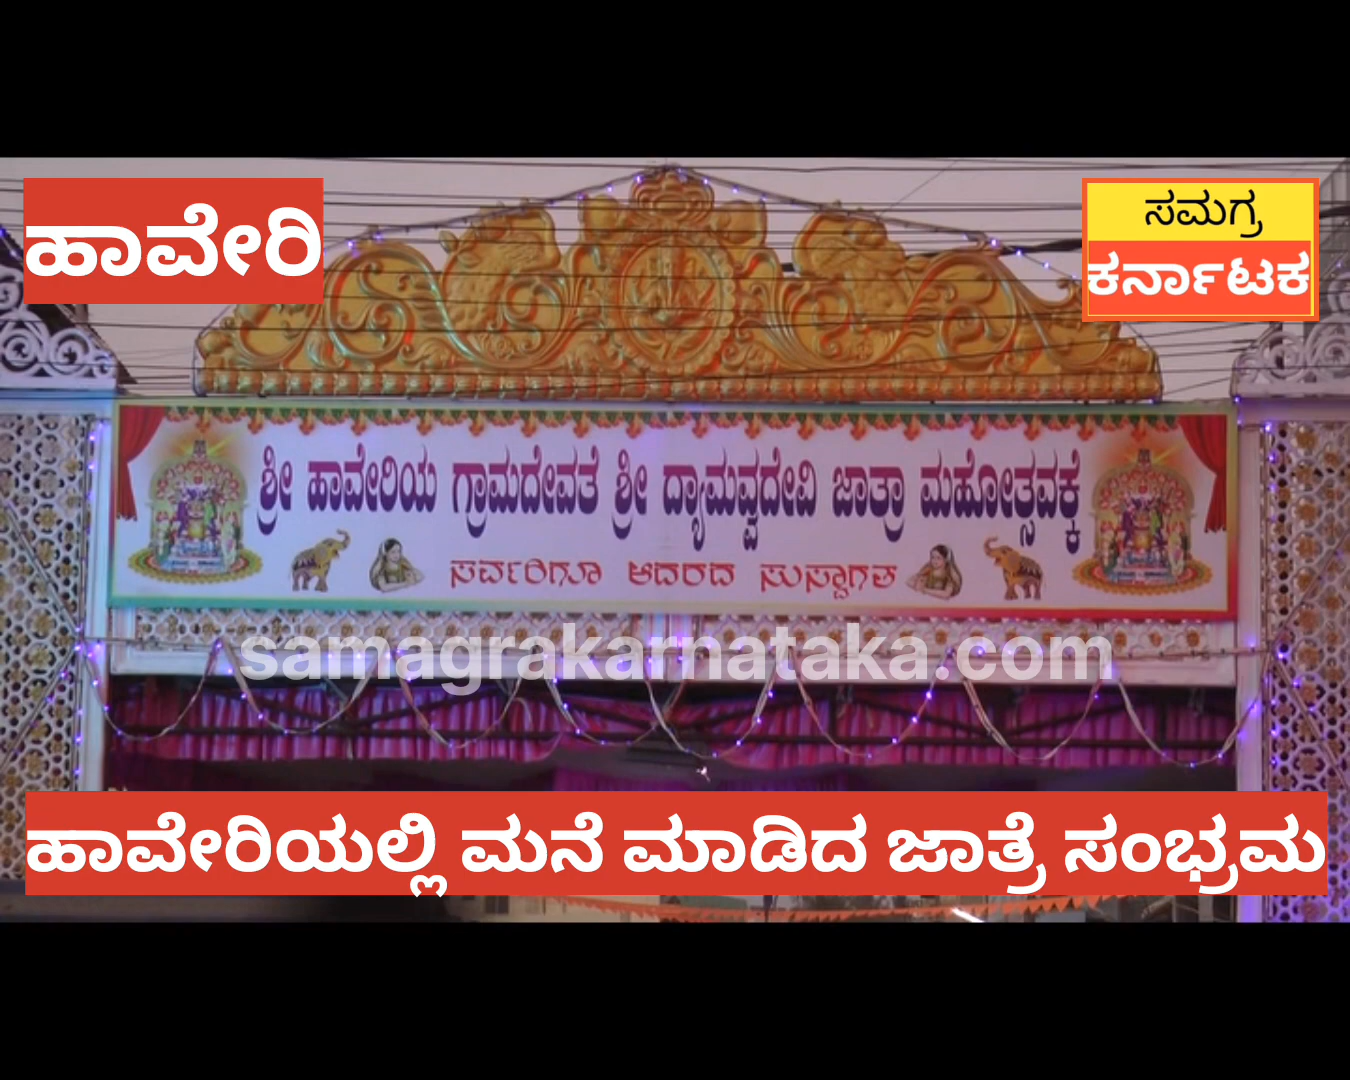 ಹಾವೇರಿ
ಸಮಗ್ರ
ಕರ್ನಾಟಕ
ಶ್ರೀ ಹಾವೇರಿಯ ಗ್ರಾಮದೇವತೆ ಶ್ರೀ ದ್ಯಾಮವ್ವದೇವಿ ಜಾತ್ರಾ ಮಹೋತ್ಸವಕ್ಕೆ
ಸರ್ವರಿಗೂ ಆದರದ ಸುಸ್ವಾಗತ
samagrakarnataka.com
ಹಾವೇರಿಯಲ್ಲಿ ಮನೆ ಮಾಡಿದ ಜಾತ್ರೆ ಸಂಭ್ರಮ